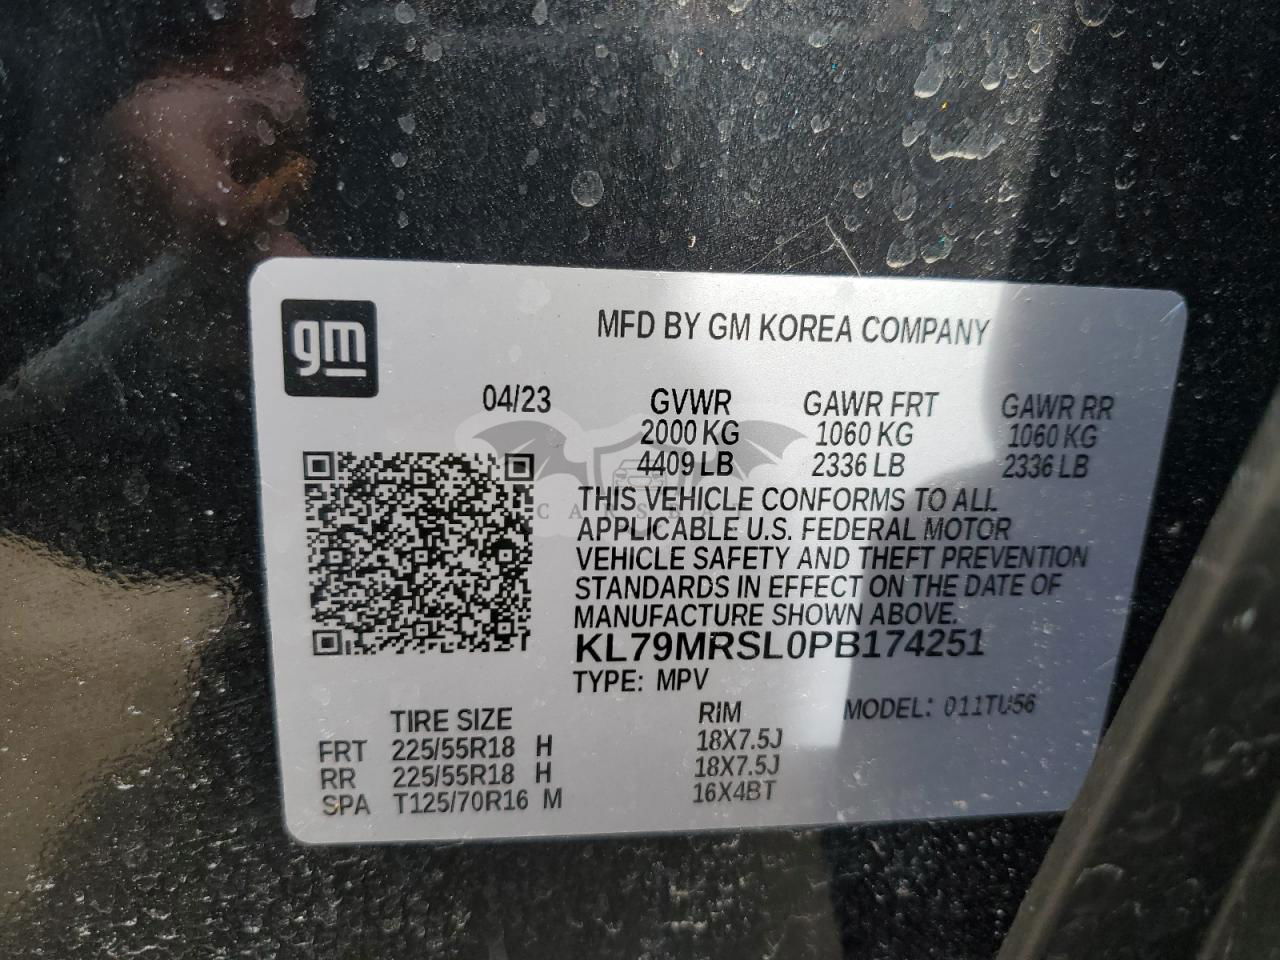 gm
MFD BY GM KOREA COMPANY
04/23 GVWR GAWR FRT GAWR RR
2000 KG 1060 KG 1060 KG
4409 LB 2336 LB 2336 LB
THIS VEHICLE CONFORMS TO ALL
APPLICABLE U.S. FEDERAL MOTOR
VEHICLE SAFETY AND THEFT PREVENTION
STANDARDS IN EFFECT ON THE DATE OF
MANUFACTURE SHOWN ABOVE.
KL79MRSL0PB174251
TYPE: MPV
MODEL: 011TU56
TIRE SIZE RIM
FRT 225/55R18 H 18X7.5J
RR 225/55R18 H 18X7.5J
SPA T125/70R16 M 16X4BT